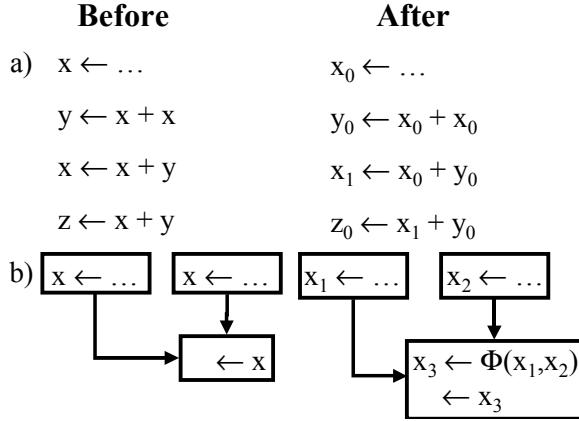 Before After
a) x ← … x₀ ← …
y ← x + x y₀ ← x₀ + x₀
x ← x + y x₁ ← x₀ + y₀
z ← x + y z₀ ← x₁ + y₀
b) x ← … x ← … x₁ ← … x₂ ← …
← x x₃ ← Φ(x₁,x₂)
← x₃